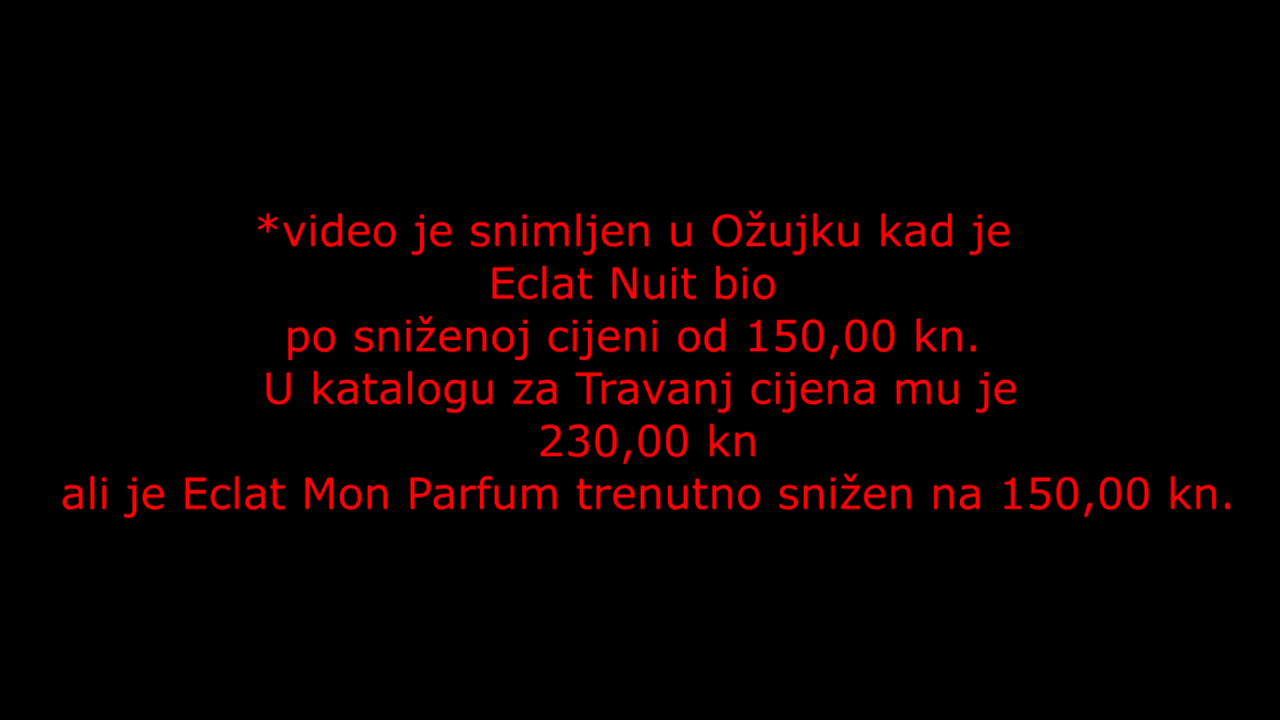 *video je snimljen u Ožujku kad je
Eclat Nuit bio
po sniženoj cijeni od 150,00 kn.
U katalogu za Travanj cijena mu je
230,00 kn
ali je Eclat Mon Parfum trenutno snižen na 150,00 kn.